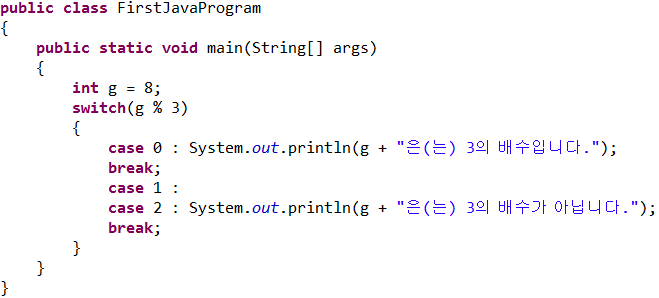 public class FirstJavaProgram
{
    public static void main(String[] args)
    {
        int g = 8;
        switch(g % 3)
        {
            case 0 : System.out.println(g + "은(는) 3의 배수입니다.");
            break;
            case 1 :
            case 2 : System.out.println(g + "은(는) 3의 배수가 아닙니다.");
            break;
        }
    }
}